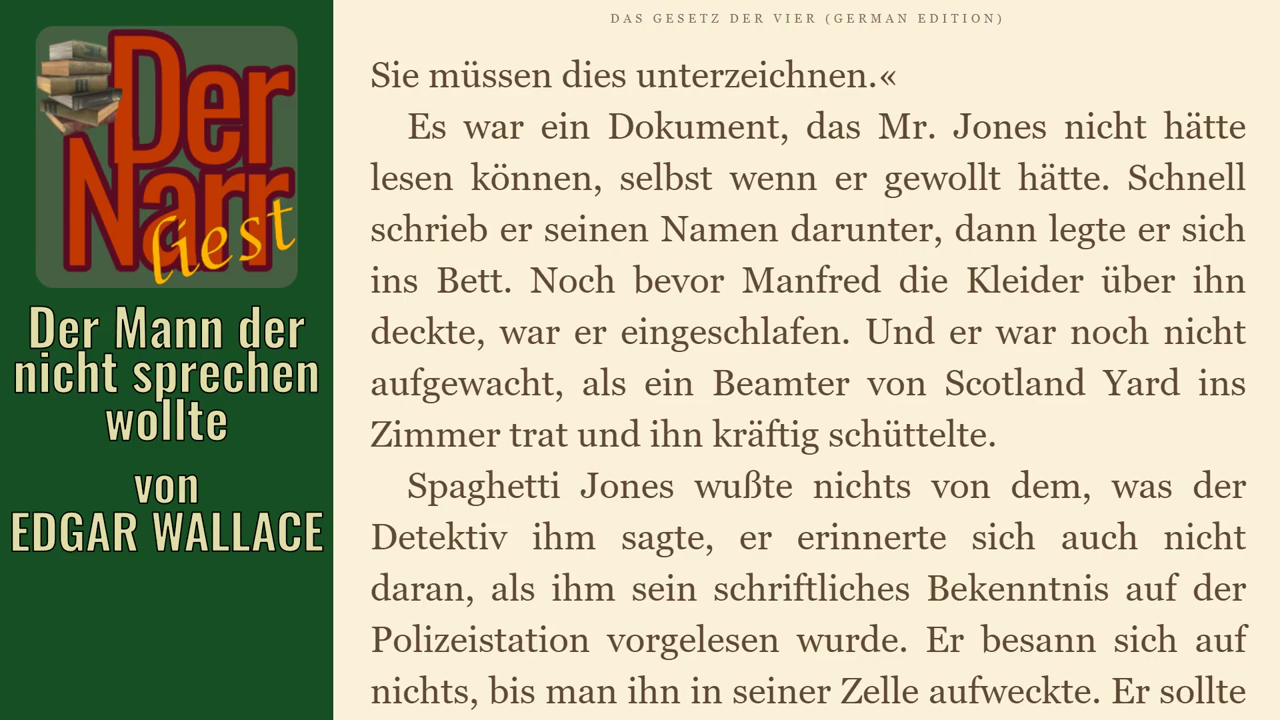 Der
Narr
liest
Der Mann der
nicht sprechen
wollte
von
EDGAR WALLACE
DAS GESETZ DER VIER (GERMAN EDITION)
Sie müssen dies unterzeichnen.«
Es war ein Dokument, das Mr. Jones nicht hätte
lesen können, selbst wenn er gewollt hätte. Schnell
schrieb er seinen Namen darunter, dann legte er sich
ins Bett. Noch bevor Manfred die Kleider über ihn
deckte, war er eingeschlafen. Und er war noch nicht
aufgewacht, als ein Beamter von Scotland Yard ins
Zimmer trat und ihn kräftig schüttelte.
Spaghetti Jones wußte nichts von dem, was der
Detektiv ihm sagte, er erinnerte sich auch nicht
daran, als ihm sein schriftliches Bekenntnis auf der
Polizeistation vorgelesen wurde. Er besann sich auf
nichts, bis man ihn in seiner Zelle aufweckte. Er sollte